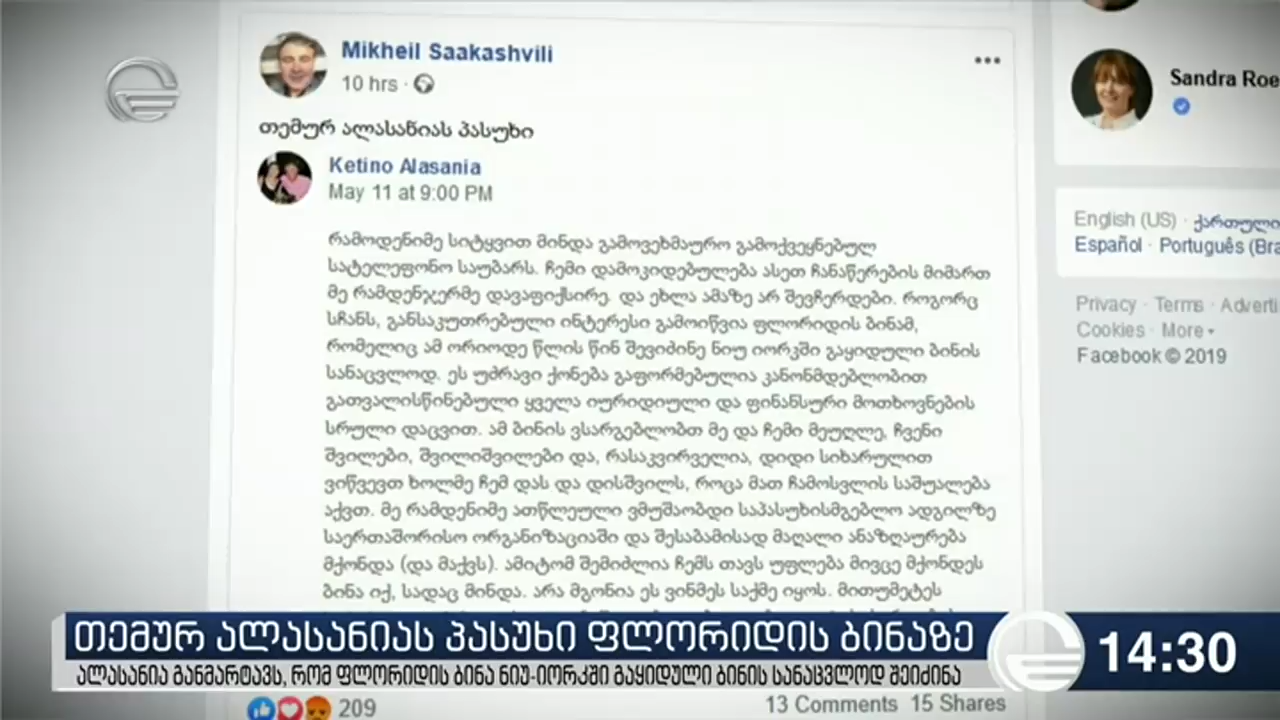 Mikheil Saakashvili
10 hrs ·
თემურ ალასანიას პასუხი
Ketino Alasania
May 11 at 9:00 PM
რამოდენიმე სიტყვით მინდა გამოვეხმაურო გამოქვეყნებულ
სატელეფონო საუბარს. ჩემი დამოკიდებულება ასეთ ჩანაწერების მიმართ
მე რამდენჯერმე დავაფიქსირე. და ეხლა ამაზე არ შევჩერდები. როგორც
სჩანს, განსაკუთრებული ინტერესი გამოიწვია ფლორიდის ბინამ,
რომელიც ამ ორიოდე წლის წინ შევიძინე ნიუ იორკში გაყიდული ბინის
სანაცვლოდ. ეს უძრავი ქონება გაფორმებულია კანონმდებლობით
გათვალისწინებული ყველა იურიდიული და ფინანსური მოთხოვნების
სრული დაცვით. ამ ბინის ვსარგებლობთ მე და ჩემი მეუღლე, ჩვენი
შვილები, შვილიშვილები და, რასაკვირველია, დიდი სიხარულით
ვიწვევთ ხოლმე ჩემ დას და დისშვილს, როცა მათ ჩამოსვლის საშუალება
აქვთ. მე რამდენიმე ათწლეული ვმუშაობდი საპასუხისმგებლო ადგილზე
საერთაშორისო ორგანიზაციაში და შესაბამისად მაღალი ანაზღაურება
მქონდა (და მაქვს). ამიტომ შემიძლია ჩემს თავს უფლება მივცე მქონდეს
ბინა იქ, სადაც მინდა. არა მგონია ეს ვინმეს საქმე იყოს. მითუმეტეს
Sandra Roe
English (US) · ქართული
Español · Português (Bra
Privacy · Terms · Adverti
Cookies · More
Facebook © 2019
თემურ ალასანიას პასუხი ფლორიდის ბინაზე
14:30
ალასანია განმარტავს, რომ ფლორიდის ბინა ნიუ-იორკში გაყიდული ბინის სანაცვლოდ შეიძინა
209
13 Comments 15 Shares